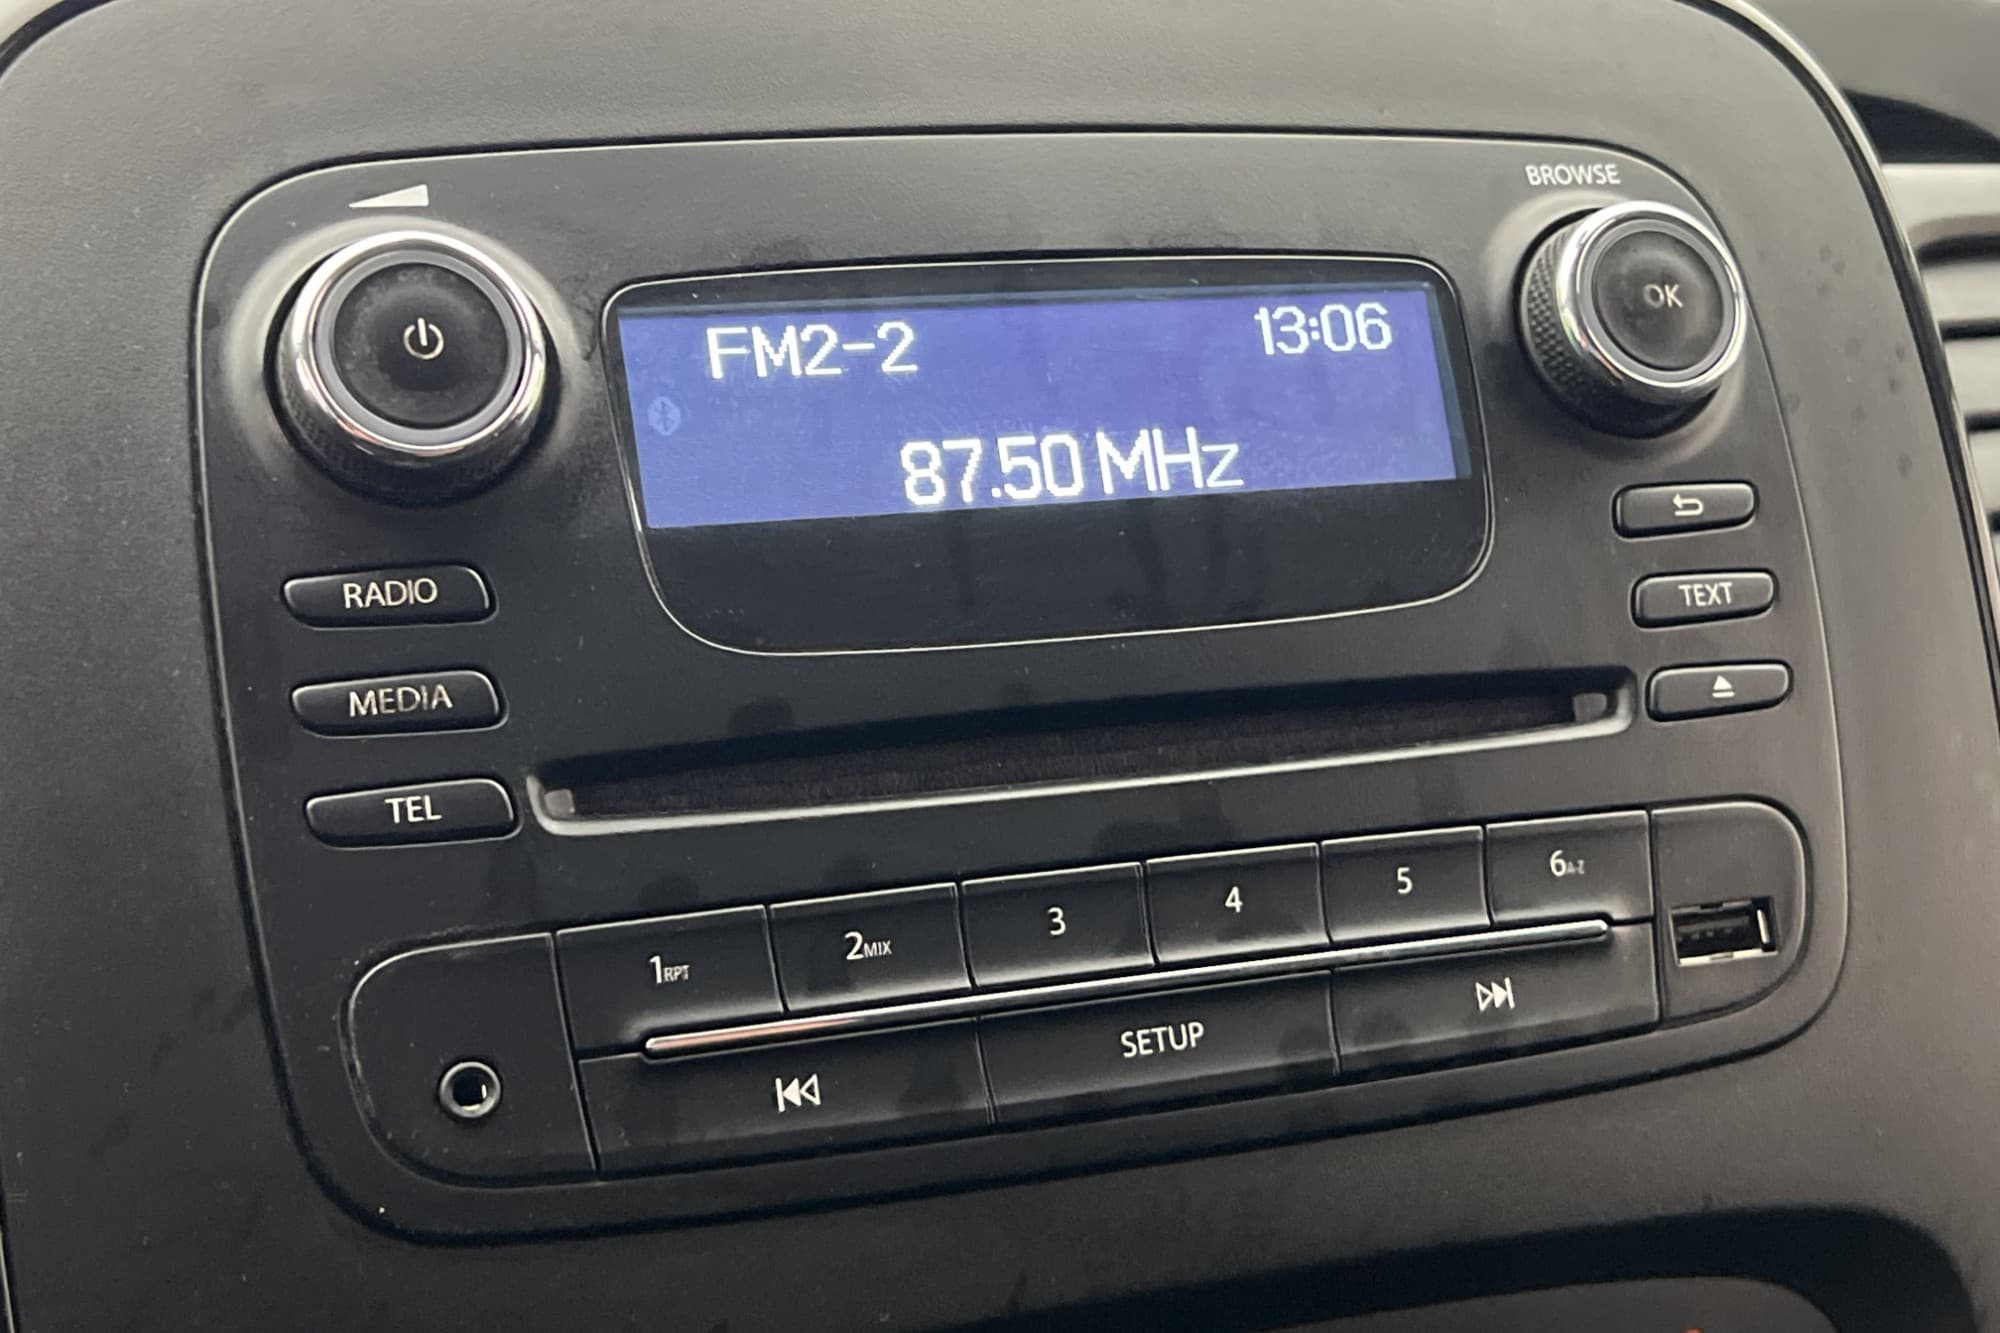 BROWSE
OK
FM2-2 13:06
87.50 MHz
RADIO
TEXT
MEDIA
TEL
1RPT 2MIX 3 4 5 6A-Z
SETUP